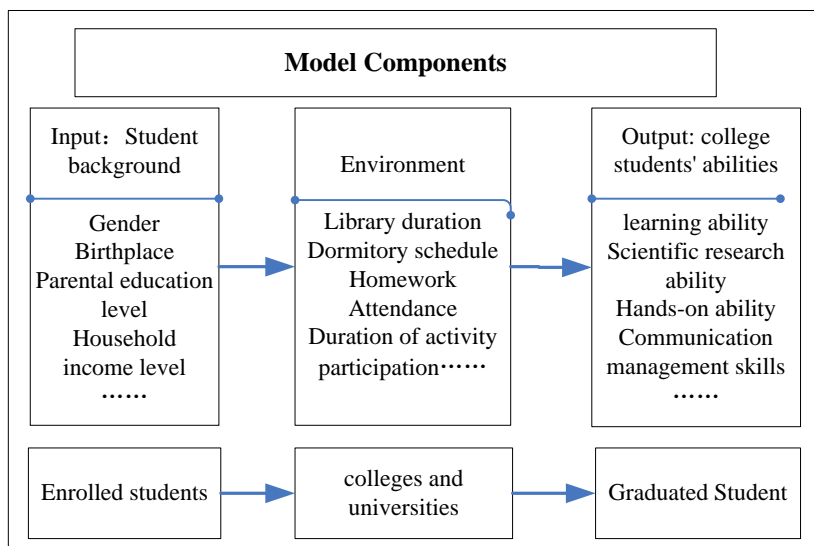 Model Components
Input：Student
background
Gender
Birthplace
Parental education
level
Household
income level
……
Environment
Library duration
Dormitory schedule
Homework
Attendance
Duration of activity
participation……
Output: college
students' abilities
learning ability
Scientific research
ability
Hands-on ability
Communication
management skills
……
Enrolled students
colleges and
universities
Graduated Student